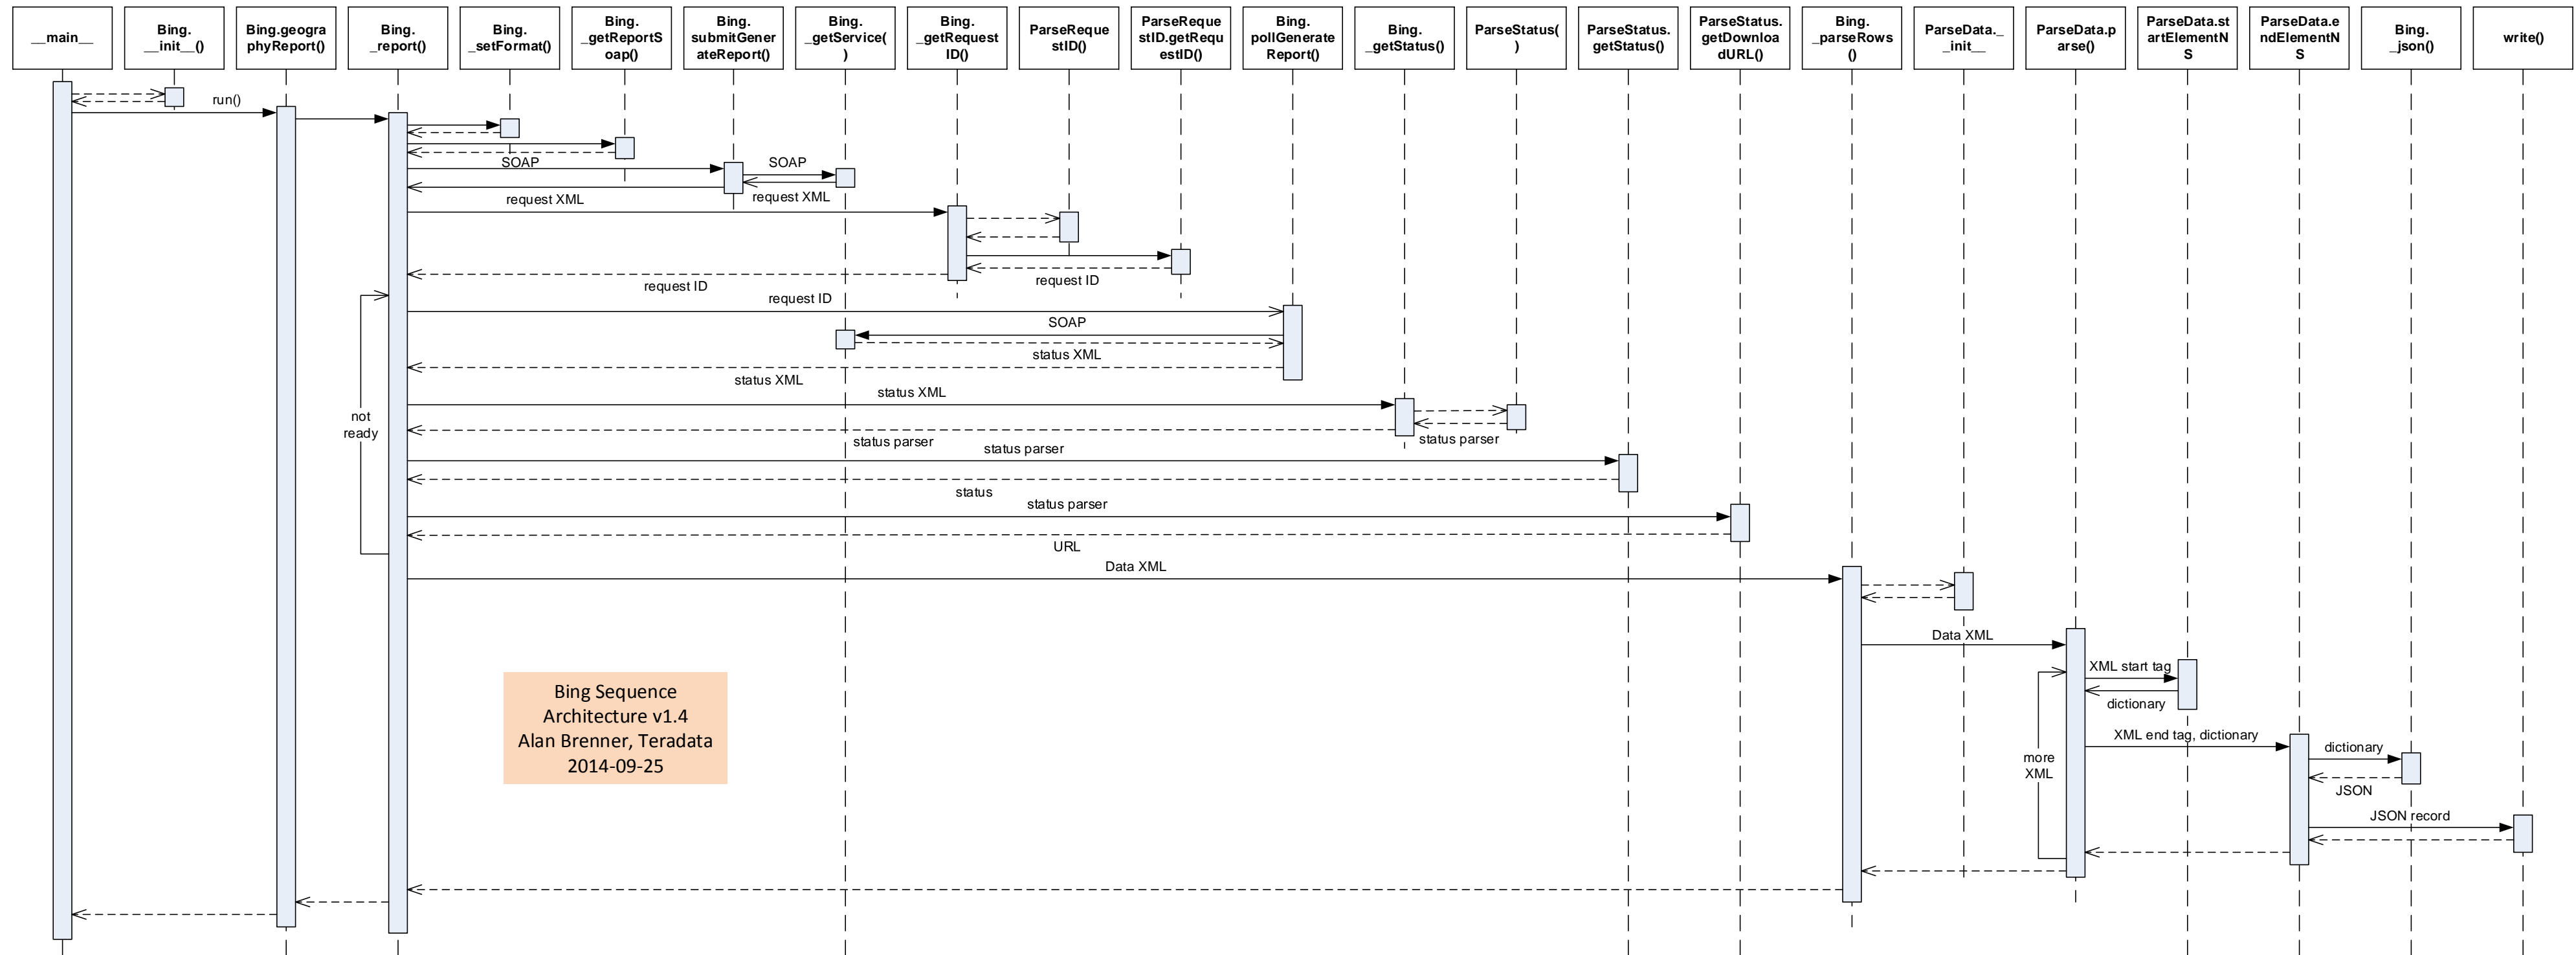 __main__
Bing.
__init__()
Bing.geogra
phyReport()
Bing.
_report()
Bing.
_setFormat()
Bing.
_getReportS
oap()
Bing.
submitGener
ateReport()
Bing.
_getService(
)
Bing.
_getRequest
ID()
ParseReque
stID()
ParseReque
stID.getRequ
estID()
Bing.
pollGenerate
Report()
Bing.
_getStatus()
ParseStatus(
)
ParseStatus.
getStatus()
ParseStatus.
getDownloa
dURL()
Bing.
_parseRows
()
ParseData._
_init__
ParseData.p
arse()
ParseData.st
artElementN
S
ParseData.e
ndElementN
S
Bing.
_json()
write()
run()
SOAP
SOAP
request XML
request XML
request ID
request ID
request ID
SOAP
status XML
status XML
status XML
not
ready
status parser
status parser
status parser
status
status parser
URL
Data XML
Data XML
XML start tag
dictionary
XML end tag, dictionary
dictionary
more
XML
JSON
JSON record
Bing Sequence
Architecture v1.4
Alan Brenner, Teradata
2014-09-25